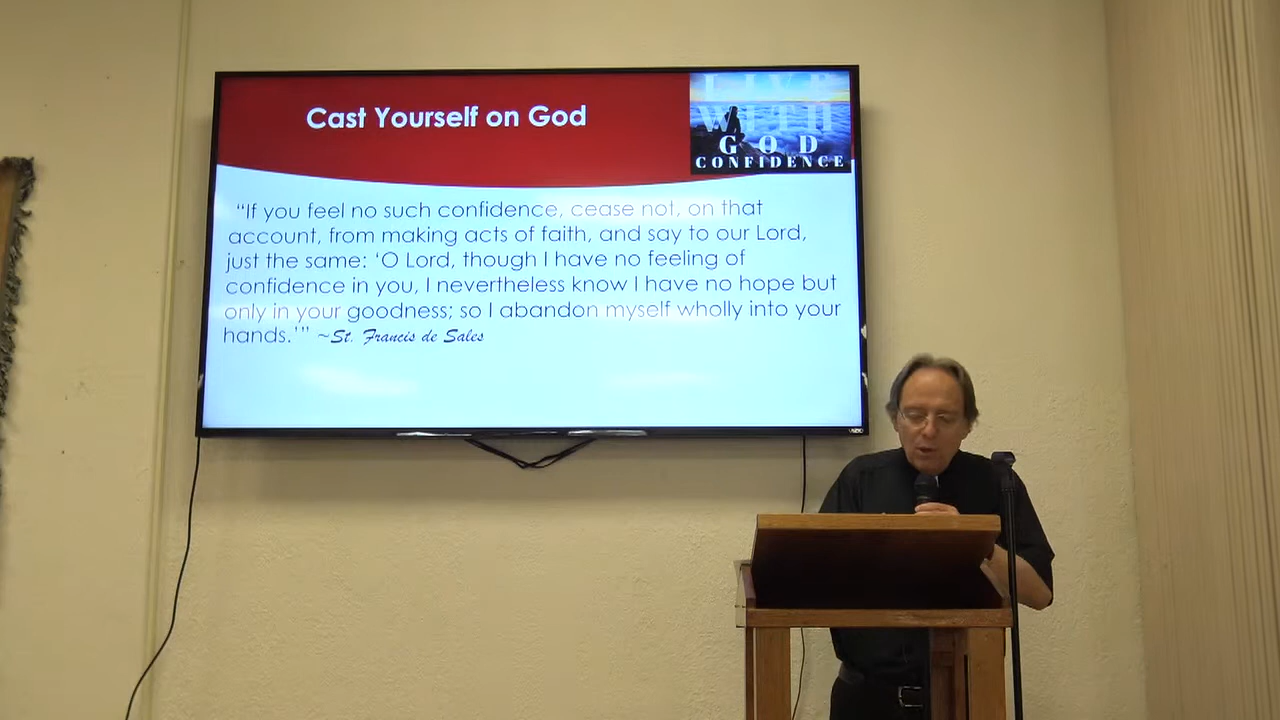 Cast Yourself on God
LIVE
WITH
GOD
CONFIDENCE
“If you feel no such confidence, cease not, on that
account, from making acts of faith, and say to our Lord,
just the same: ‘O Lord, though I have no feeling of
confidence in you, I nevertheless know I have no hope but
only in your goodness; so I abandon myself wholly into your
hands.’” ~St. Francis de Sales
NEC